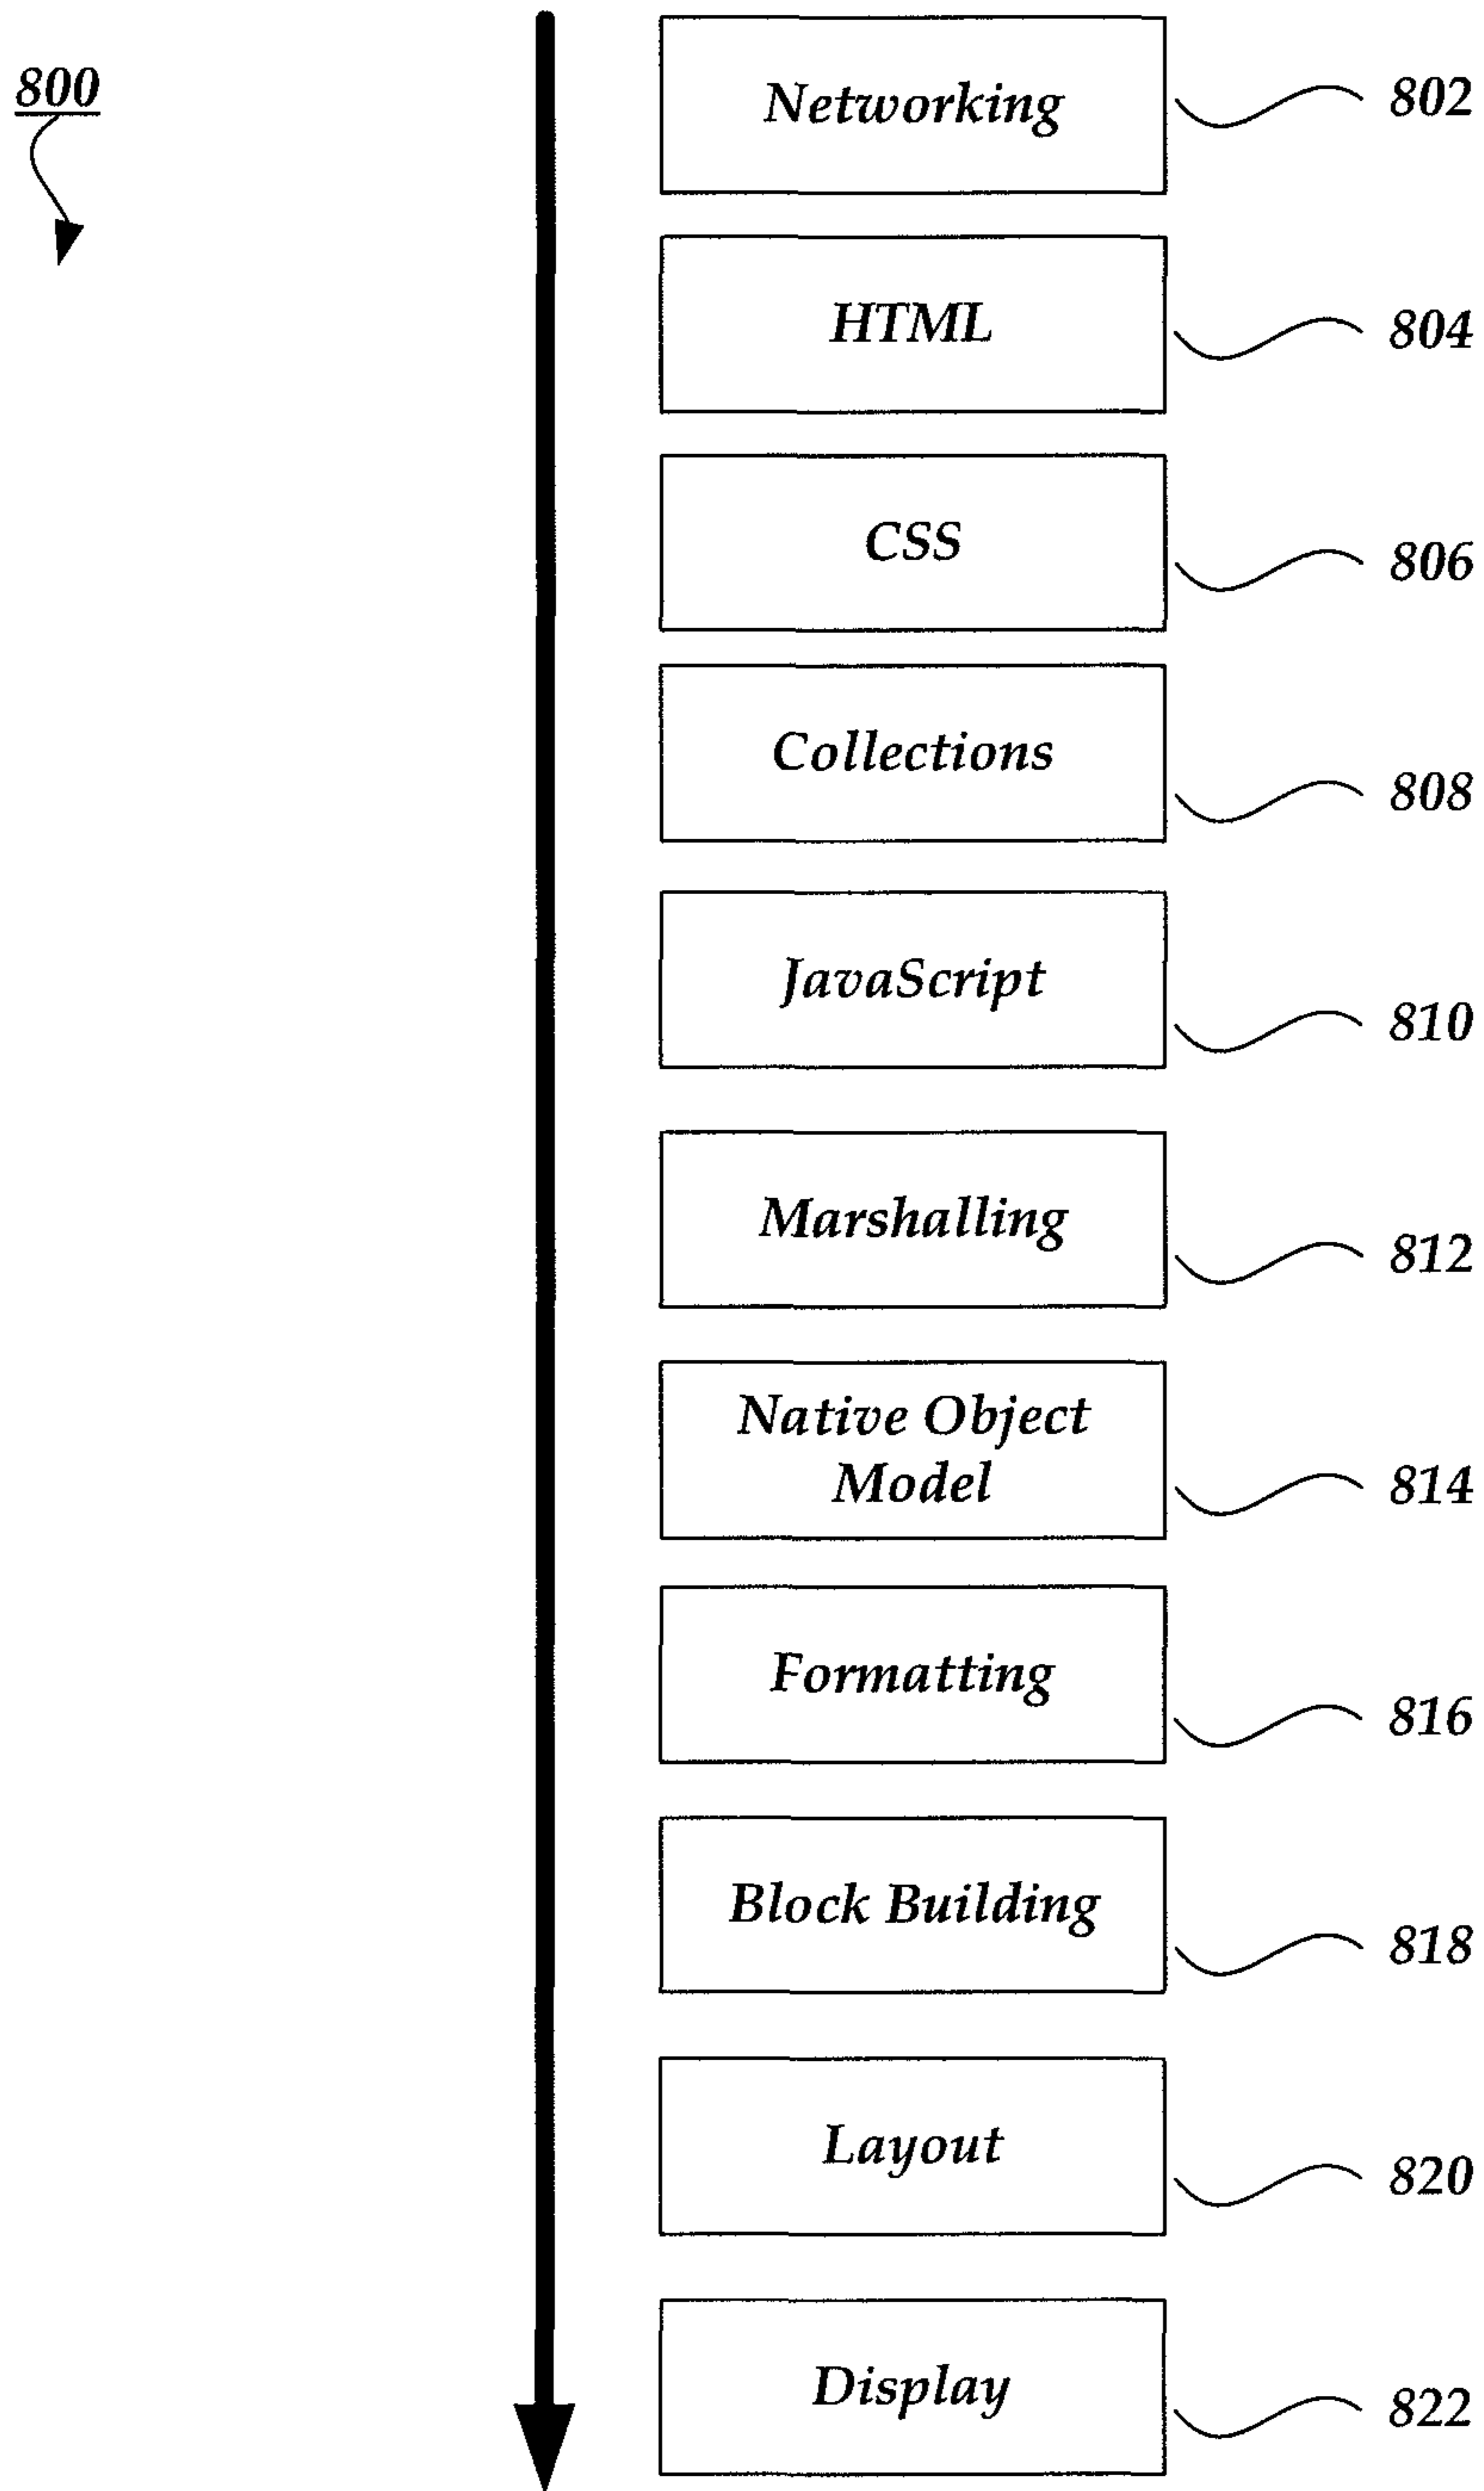 800
Networking
802
HTML
804
CSS
806
Collections
808
JavaScript
810
Marshalling
812
Native Object
Model
814
Formatting
816
Block Building
818
Layout
820
Display
822